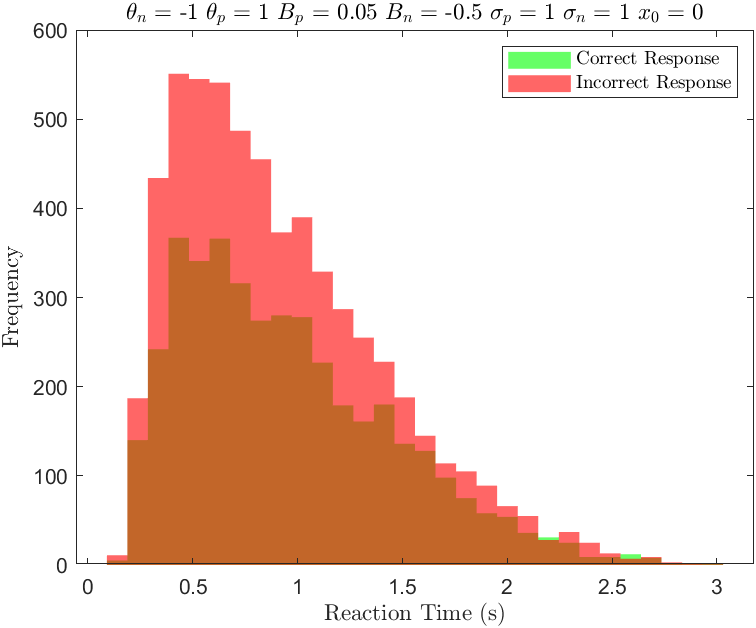 θn = -1 θp = 1 Bp = 0.05 Bn = -0.5 σp = 1 σn = 1 x0 = 0
600
Correct Response
Incorrect Response
500
400
300
200
100
0
Frequency
0 0.5 1 1.5 2 2.5 3
Reaction Time (s)